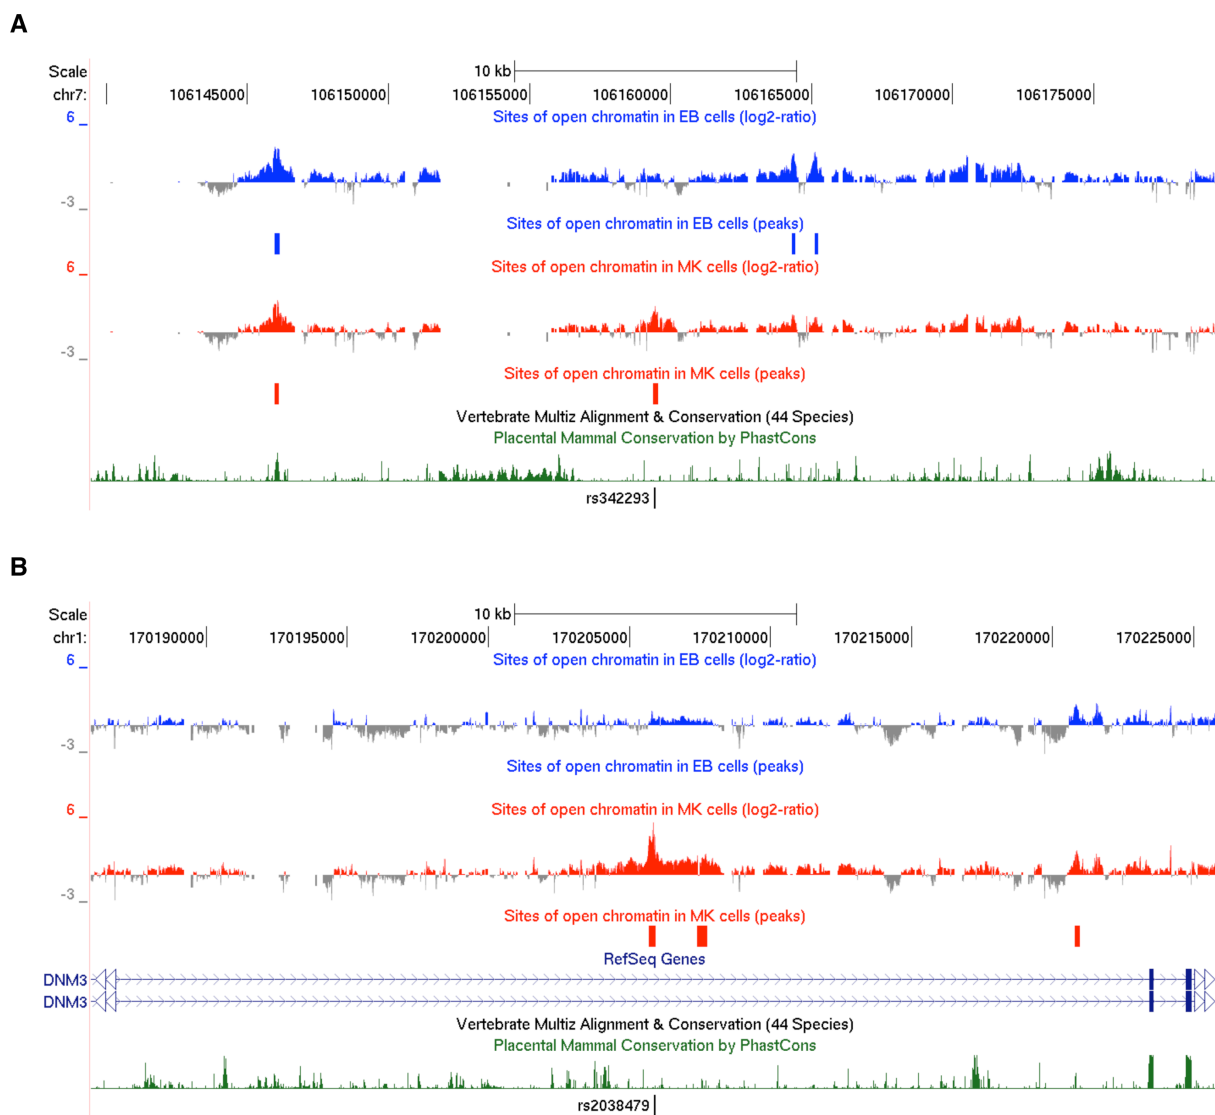 A
Scale
10 kb
chr7:
106145000
106150000
106155000
106160000
106165000
106170000
106175000
6
Sites of open chromatin in EB cells (log2-ratio)
-3
Sites of open chromatin in EB cells (peaks)
6
Sites of open chromatin in MK cells (log2-ratio)
-3
Sites of open chromatin in MK cells (peaks)
Vertebrate Multiz Alignment & Conservation (44 Species)
Placental Mammal Conservation by PhastCons
rs342293
B
Scale
10 kb
chr1:
170190000
170195000
170200000
170205000
170210000
170215000
170220000
170225000
6
Sites of open chromatin in EB cells (log2-ratio)
-3
Sites of open chromatin in EB cells (peaks)
6
Sites of open chromatin in MK cells (log2-ratio)
-3
Sites of open chromatin in MK cells (peaks)
RefSeq Genes
DNM3
DNM3
Vertebrate Multiz Alignment & Conservation (44 Species)
Placental Mammal Conservation by PhastCons
rs2038479